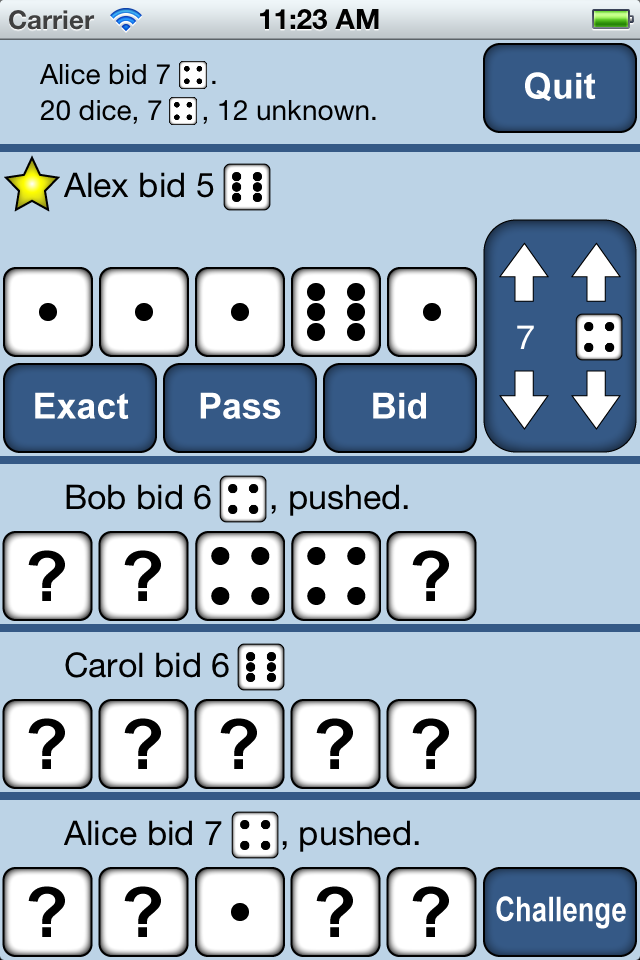 Carrier 11:23 AM
Alice bid 7 .
20 dice, 7 , 12 unknown.
Quit
Alex bid 5
7
Exact Pass Bid
Bob bid 6 , pushed.
? ? ?
Carol bid 6
? ? ? ? ?
Alice bid 7 , pushed.
? ? ? ?
Challenge